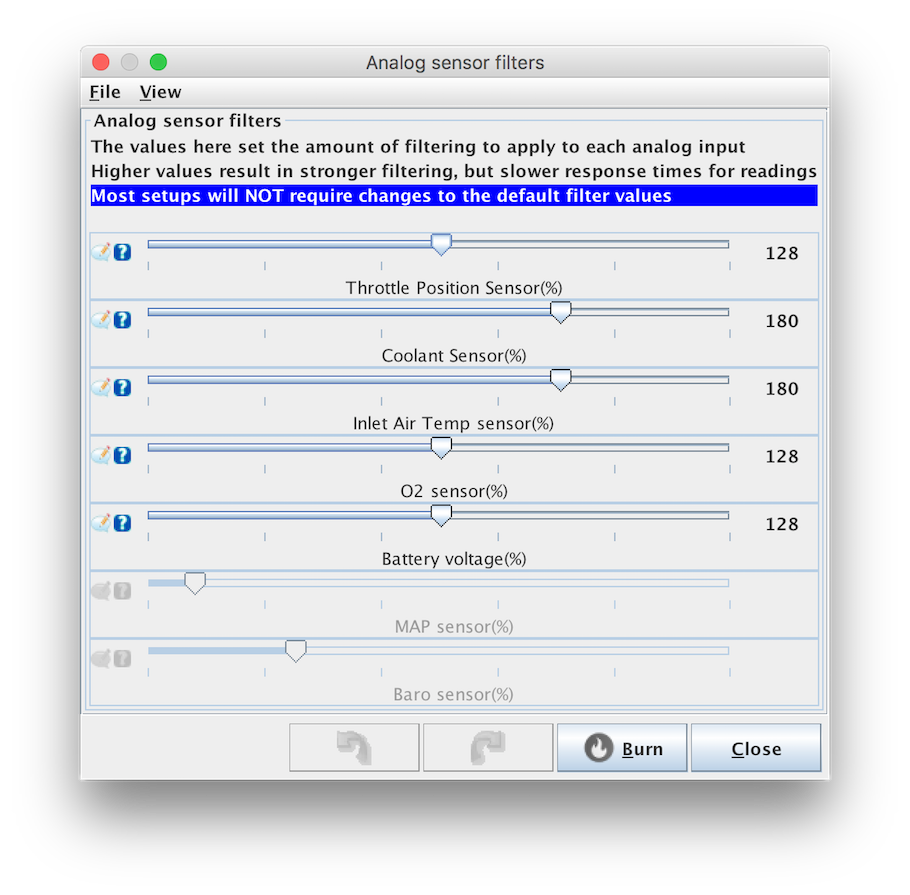 Analog sensor filters
File View
Analog sensor filters
The values here set the amount of filtering to apply to each analog input
Higher values result in stronger filtering, but slower response times for readings
Most setups will NOT require changes to the default filter values
? 128
Throttle Position Sensor(%)
? 180
Coolant Sensor(%)
? 180
Inlet Air Temp sensor(%)
? 128
O2 sensor(%)
? 128
Battery voltage(%)
?
MAP sensor(%)
?
Baro sensor(%)
Burn Close